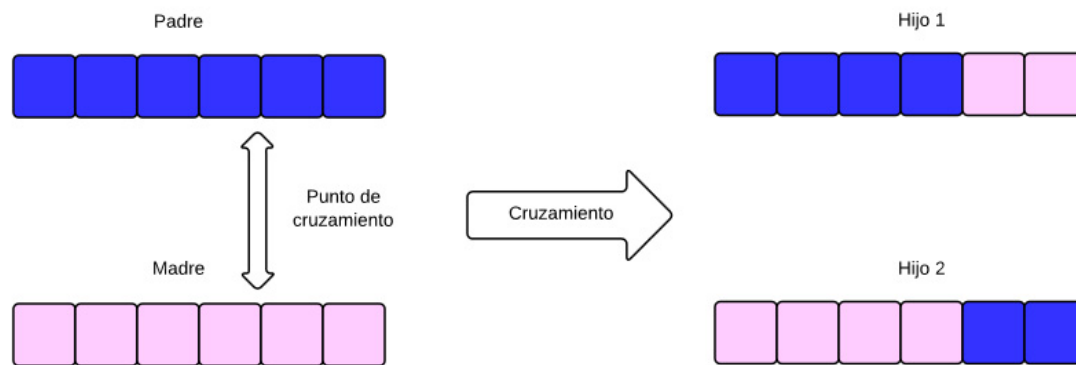 Padre
Hijo 1
Punto de
cruzamiento
Cruzamiento
Madre
Hijo 2